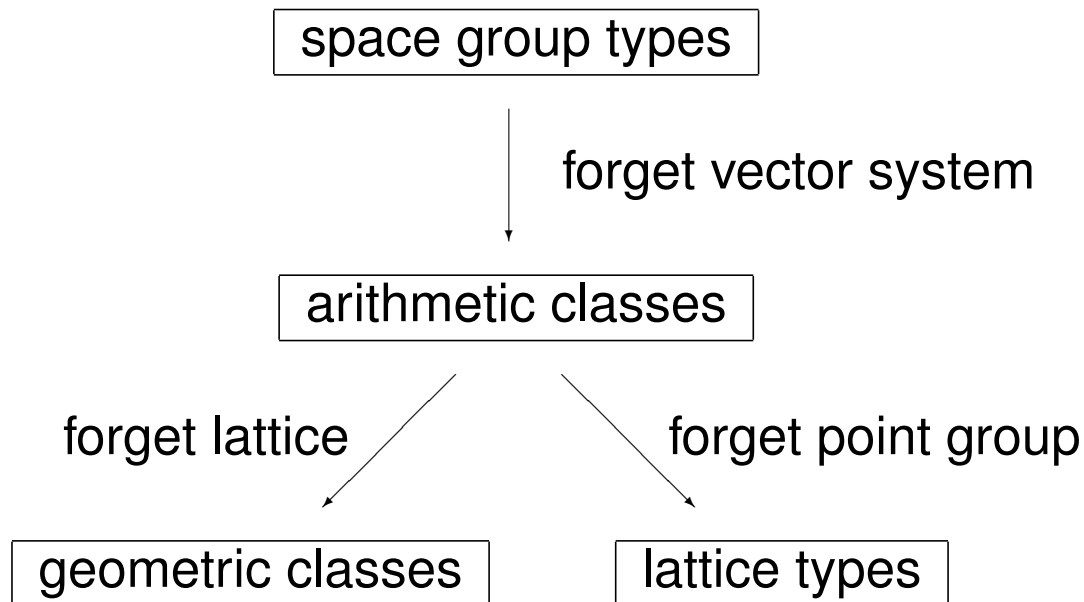 space group types
forget vector system
arithmetic classes
forget lattice
forget point group
geometric classes
lattice types